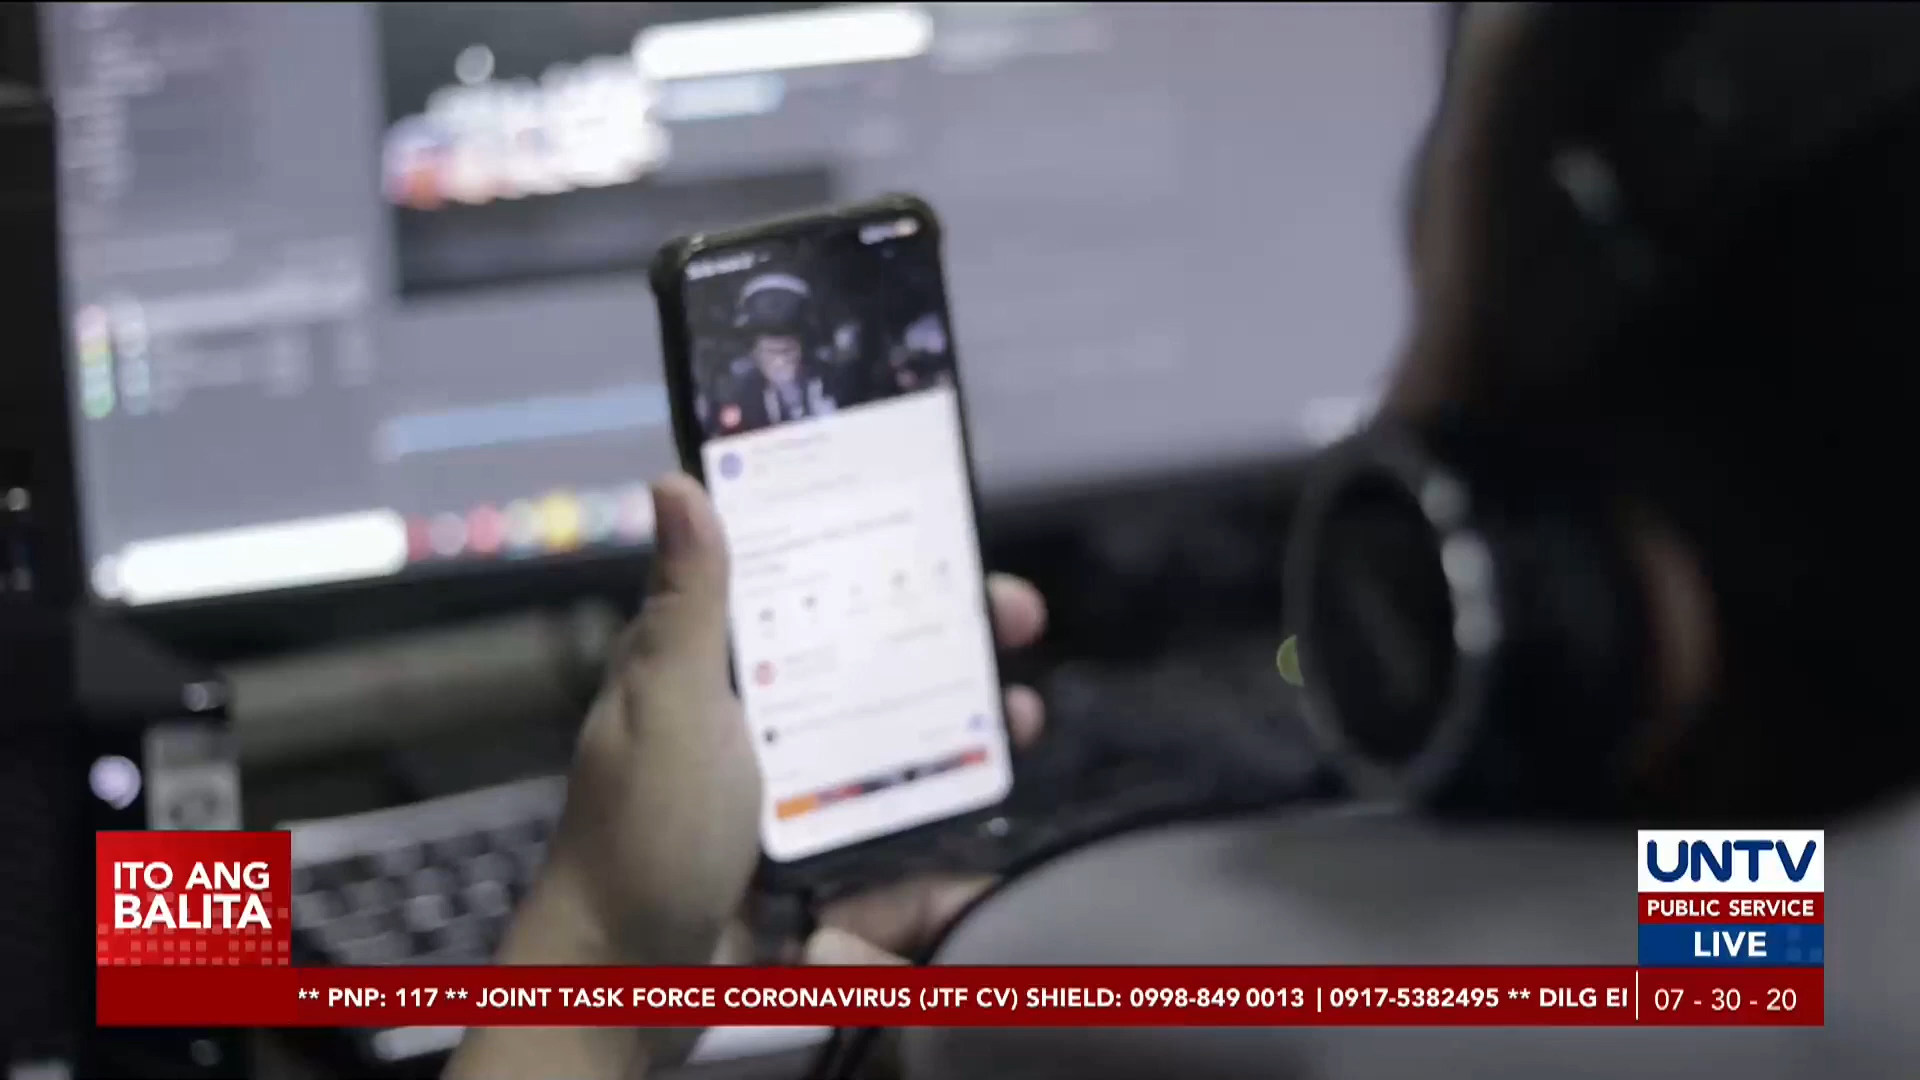 ITO ANG
BALITA
UNTV
PUBLIC SERVICE
LIVE
** PNP: 117 ** JOINT TASK FORCE CORONAVIRUS (JTF CV) SHIELD: 0998-849 0013 | 0917-5382495 ** DILG EI
07 - 30 - 20